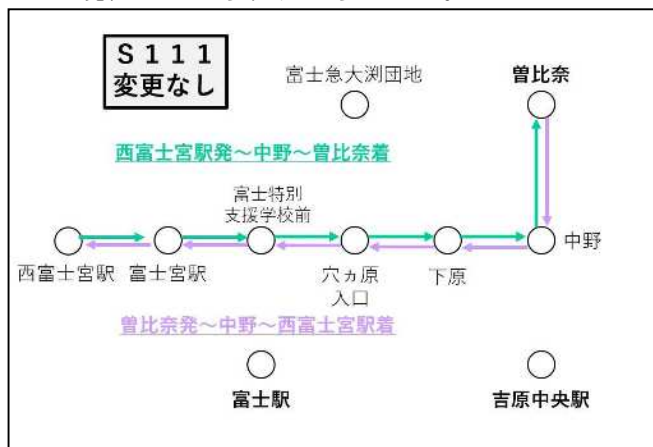 S111
変更なし
富士急大渕団地
曽比奈
西富士宮駅発～中野～曽比奈着
富士特別
支援学校前
西富士宮駅
富士宮駅
穴ヵ原
入口
下原
中野
曽比奈発～中野～西富士宮駅着
富士駅
吉原中央駅